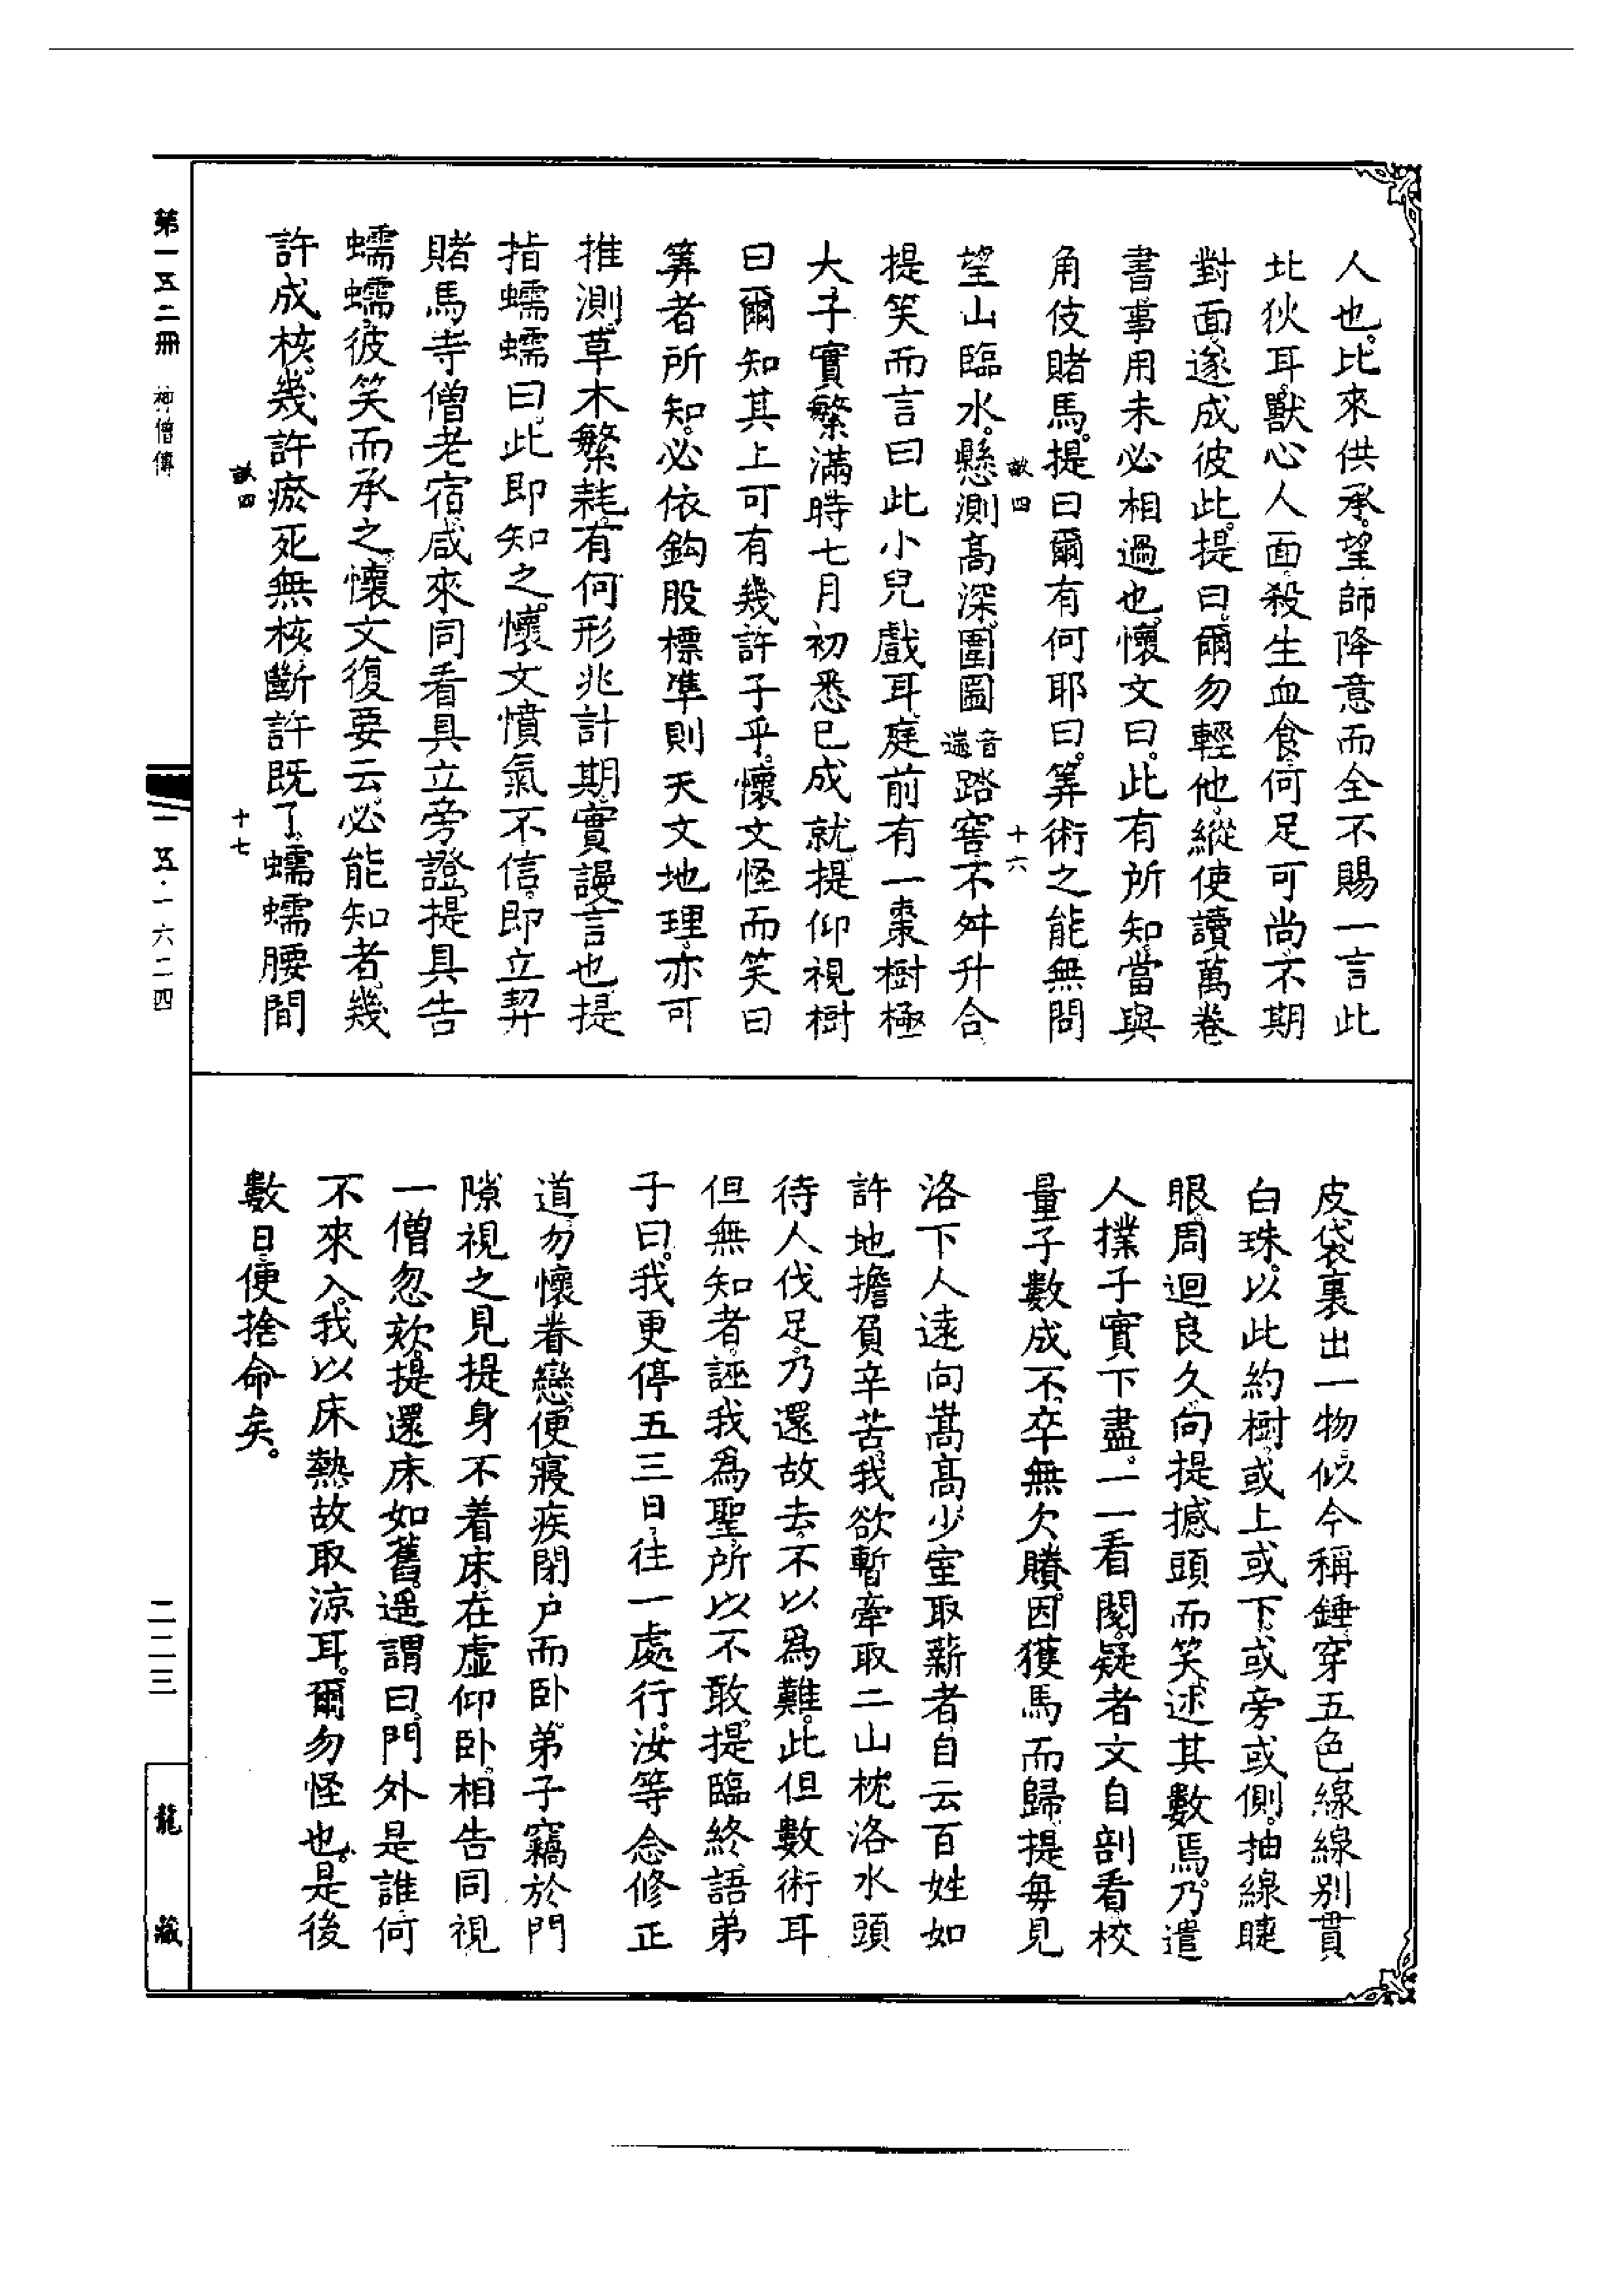 人也。比來供承。望師降意而全不賜一言此
北狄耳。獸心人面。殺生血食。何足可尚。不期
對面。遂成彼此。提曰。爾勿輕他。縱使讀萬卷
書。事用未必相過也。懷文曰。此有所知。當與
角伎賭馬。提曰爾有何耶曰。筭術之能。無問
望山臨水。懸測高深。圍圌音遄踏窖。不舛升合。
提笑而言曰此小兒戲耳。庭前有一棗樹極
大。子實繁滿。時七月初悉已成就。提仰視樹
曰爾知其上可有幾許子乎。懷文怪而笑曰
筭者所知。必依鈎股標準則天文地理。亦可
推測。草木繁耗。有何形兆計期。實謾言也提
指蠕蠕曰。此即知之。懷文憤氣不信。即立契
賭馬。寺僧老宿咸來同看具立旁證。提具告
蠕蠕。彼笑而承之。懷文復要云。必能知者。幾
許成核。幾許瘀死無核。斷許既了。蠕蠕腰間
皮袋裏出一物。似今稱錘。穿五色線。線別貫
白珠。以此約樹。或上或下。或旁或側。抽線睫
眼。周迴良久。向提撼頭而笑。述其數焉。乃遣
人撲子實下盡。一一看閱。疑者文自剖看。校
量子數成不。卒無欠賸。因獲馬而歸。提每見
洛下人遠向嵩高少室取薪者。自云百姓如
許地擔負辛苦。我欲暫牽取二山枕洛水頭
待人伐足。乃還故去。不以爲難。此但數術耳
但無知者。誣我爲聖。所以不敢。提臨終語弟
子曰。我更停五三日。往一處行。汝等念修正
道。勿懷眷戀。便寢疾閉户而卧。弟子竊於門
隙視之見提身不着床。在虛仰卧。相告同視
一僧忽欬。提還床如舊。遥謂曰。門外是誰。何
不來入。我以床熱。故取涼耳。爾勿怪也。是後
數日。便捨命矣。
畝四
十六
畝四
十七
第一五二冊
神僧傳
一五·一六二四
二二三
龍藏